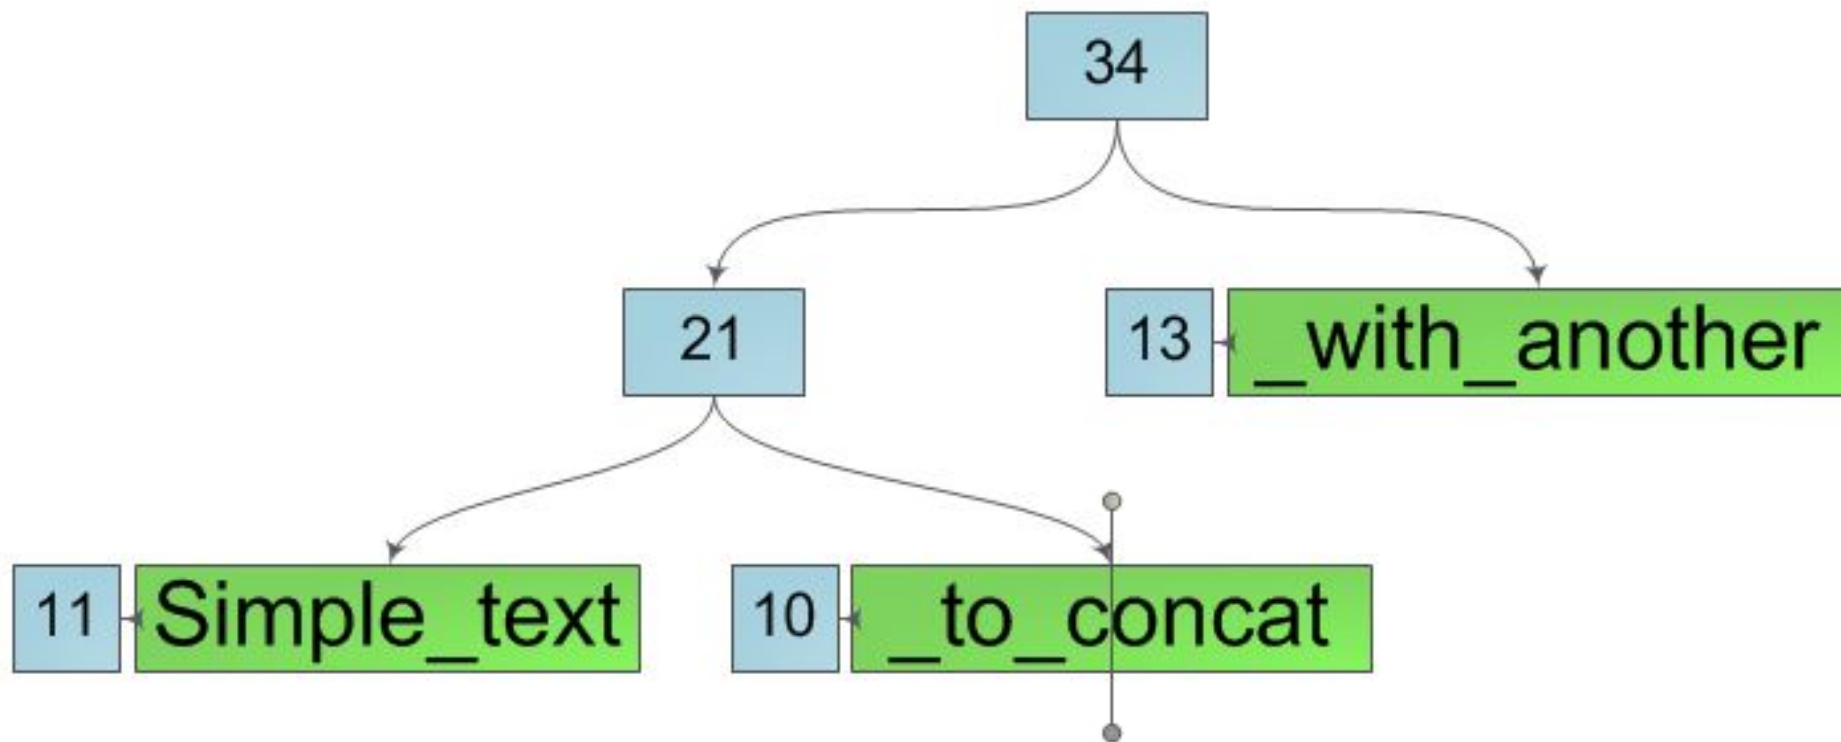 34
21
13 _with_another
11 Simple_text
10 _to_concat